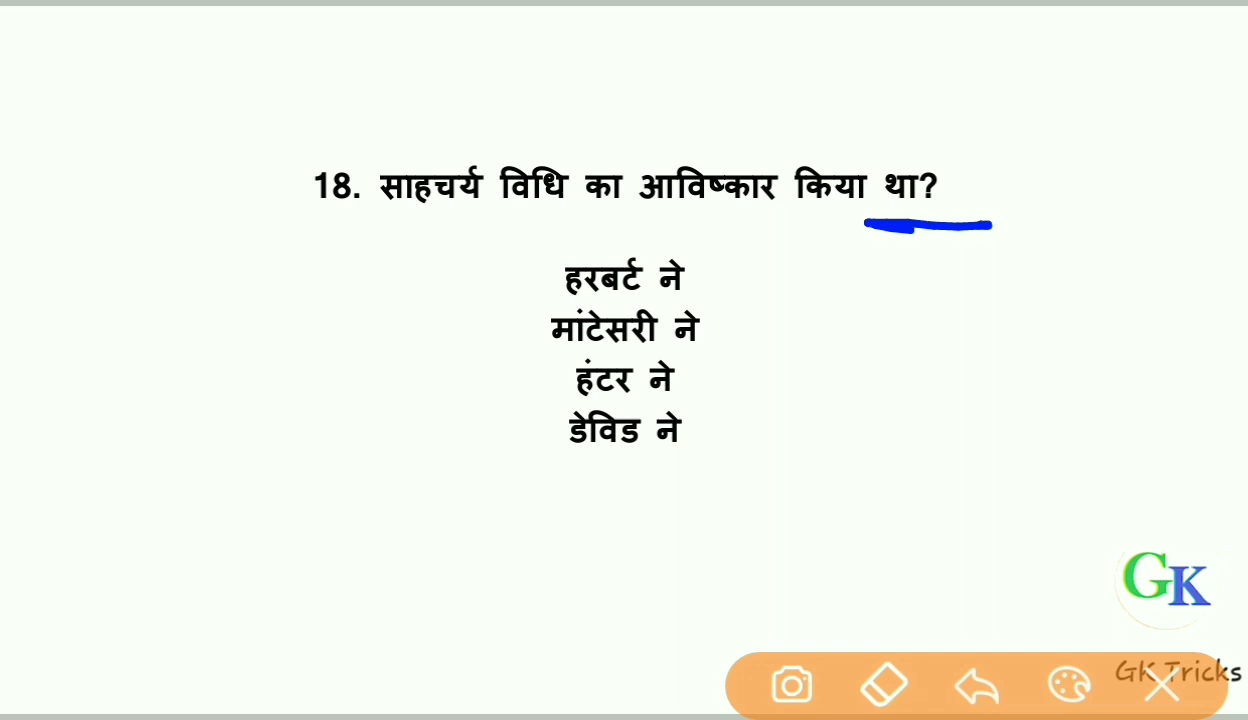 18. साहचर्य विधि का आविष्कार किया था?
हरबर्ट ने
मांटेसरी ने
हंटर ने
डेविड ने
GK
GK Tricks